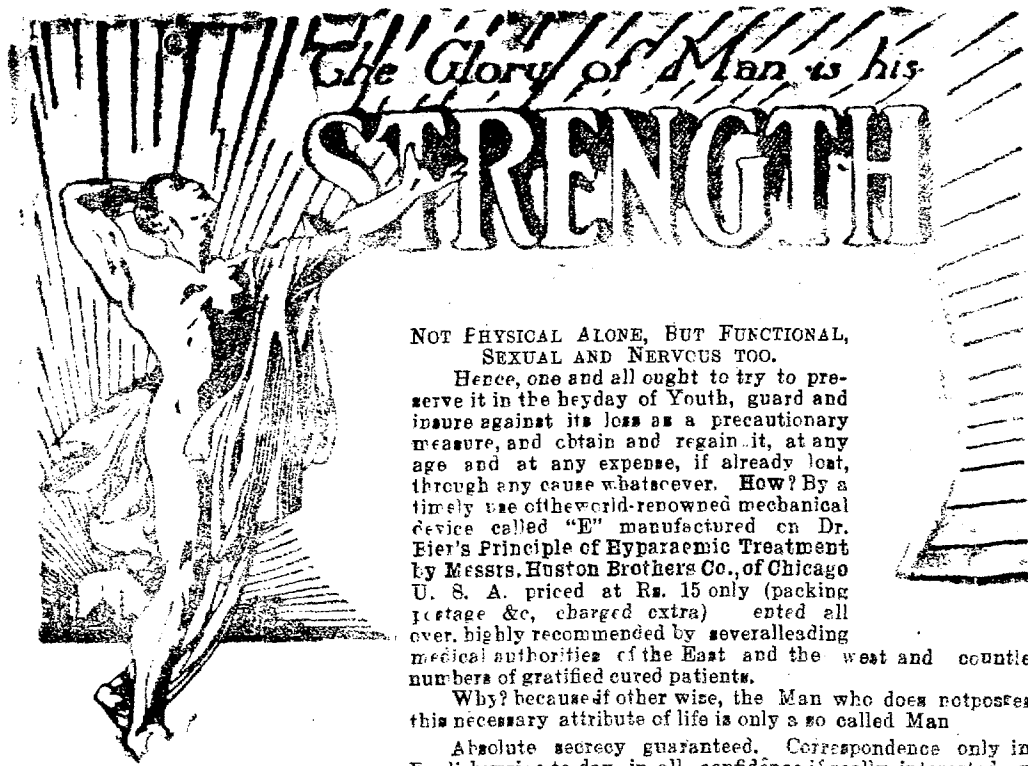 The Glory of Man is his
STRENGTH
NOT PHYSICAL ALONE, BUT FUNCTIONAL,
SEXUAL AND NERVOUS TOO.
Hence, one and all ought to try to pre-
serve it in the heyday of Youth, guard and
insure against its loss as a precautionary
measure, and obtain and regain it, at any
age and at any expense, if already lost,
through any cause whatsoever. How? By a
timely use of the world-renowned mechanical
device called "E" manufactured on Dr.
Bier's Principle of Hyparaemic Treatment
by Messrs. Huston Brothers Co., of Chicago
U. S. A. priced at Rs. 15 only (packing
postage &c, charged extra) ented all
over, highly recommended by several leading
medical authorities of the East and the west and countle
numbers of gratified cured patients.
Why? because if other wise, the Man who does notposses
this necessary attribute of life is only a so called Man
Absolute secrecy guaranteed. Correspondence only in